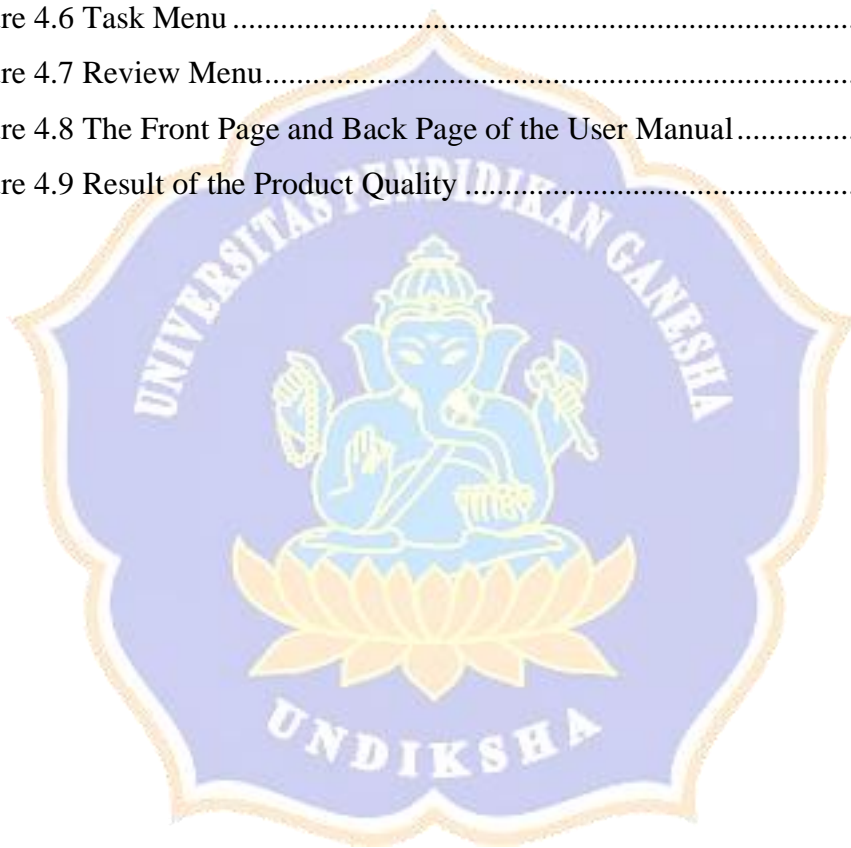 re 4.6 Task Menu ................................................................................
re 4.7 Review Menu............................................................................
re 4.8 The Front Page and Back Page of the User Manual...............
re 4.9 Result of the Product Quality .................................................
UNIVERSITAS PENDIDIKAN GANESHA
UNDIKSHA